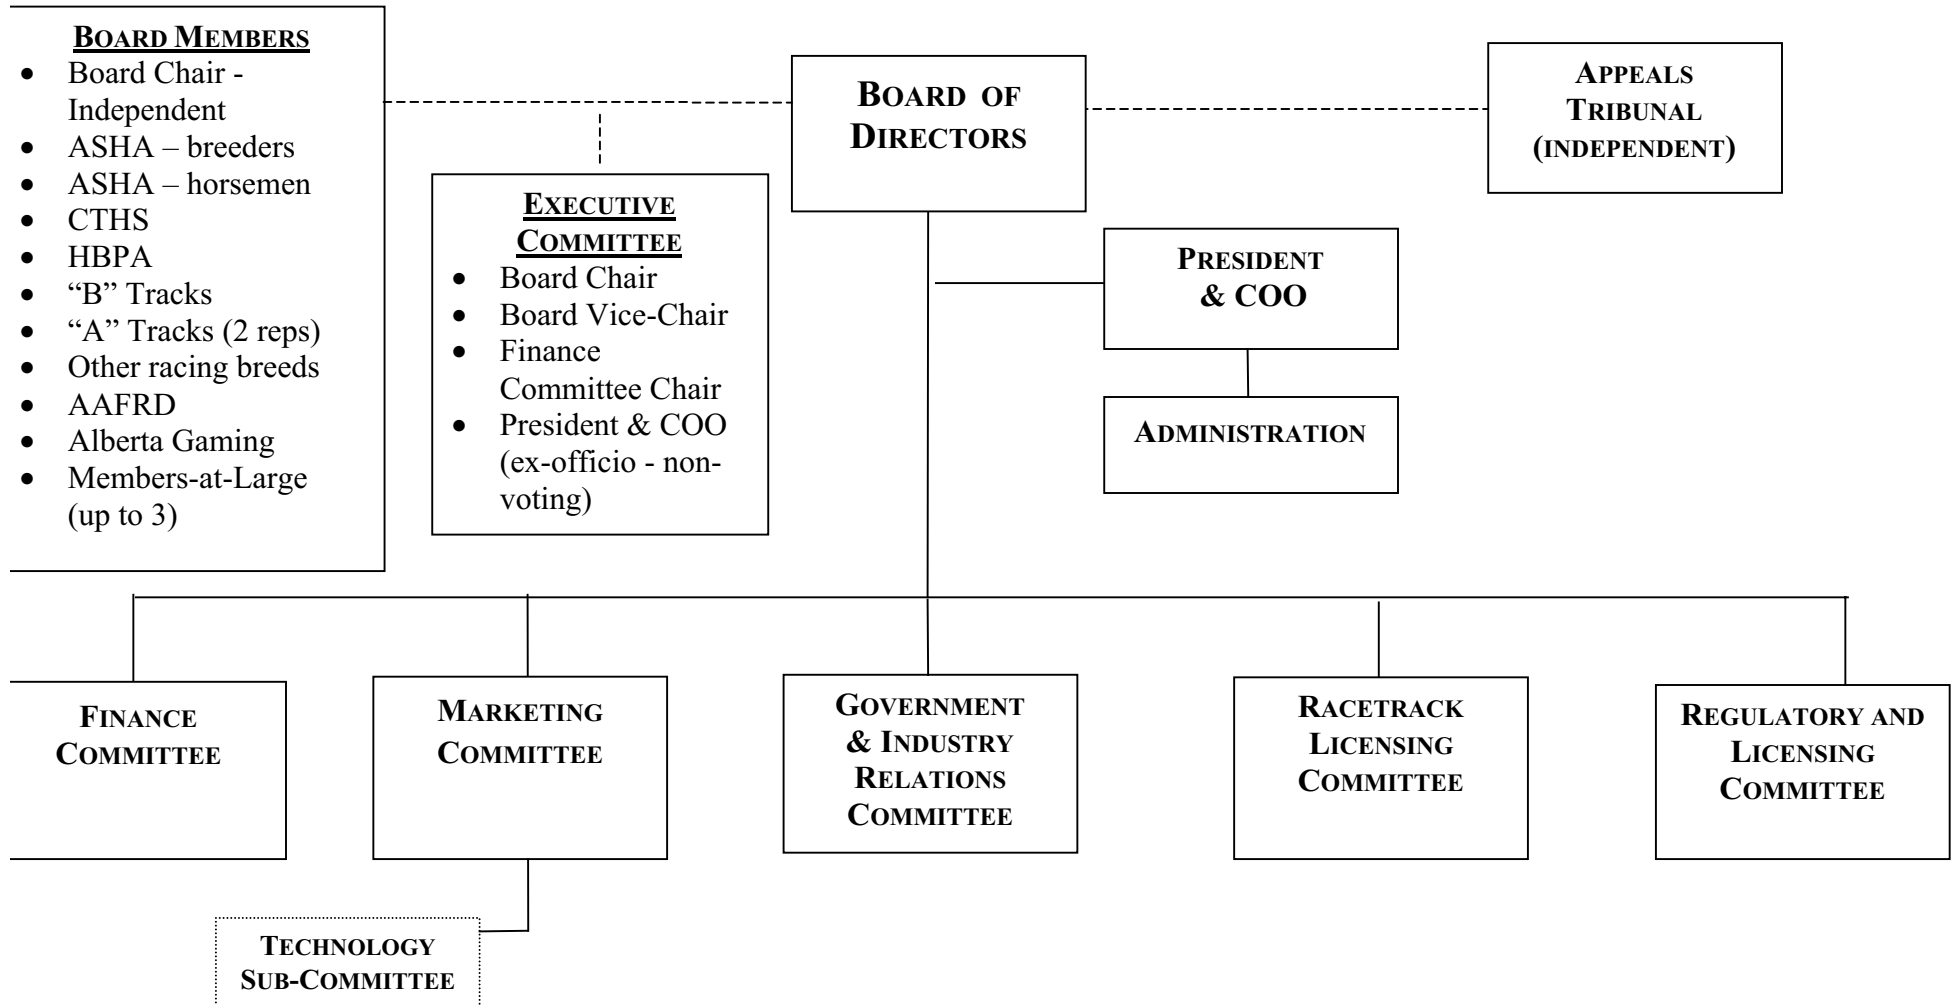 BOARD MEMBERS
• Board Chair -
Independent
• ASHA – breeders
• ASHA – horsemen
• CTHS
• HBPA
• “B” Tracks
• “A” Tracks (2 reps)
• Other racing breeds
• AAFRD
• Alberta Gaming
• Members-at-Large
(up to 3)
EXECUTIVE
COMMITTEE
• Board Chair
• Board Vice-Chair
• Finance
Committee Chair
• President & COO
(ex-officio - non-
voting)
BOARD OF
DIRECTORS
APPEALS
TRIBUNAL
(INDEPENDENT)
PRESIDENT
& COO
ADMINISTRATION
FINANCE
COMMITTEE
MARKETING
COMMITTEE
GOVERNMENT
& INDUSTRY
RELATIONS
COMMITTEE
RACETRACK
LICENSING
COMMITTEE
REGULATORY AND
LICENSING
COMMITTEE
TECHNOLOGY
SUB-COMMITTEE